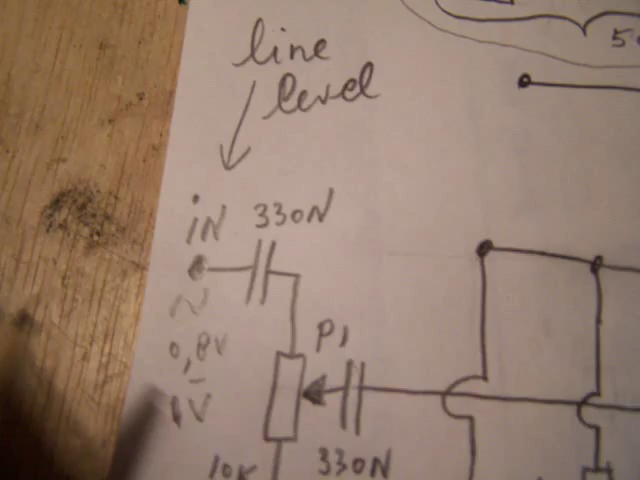 line
level
iN
330N
~
0,8V
-
1V
P1
10K
330N